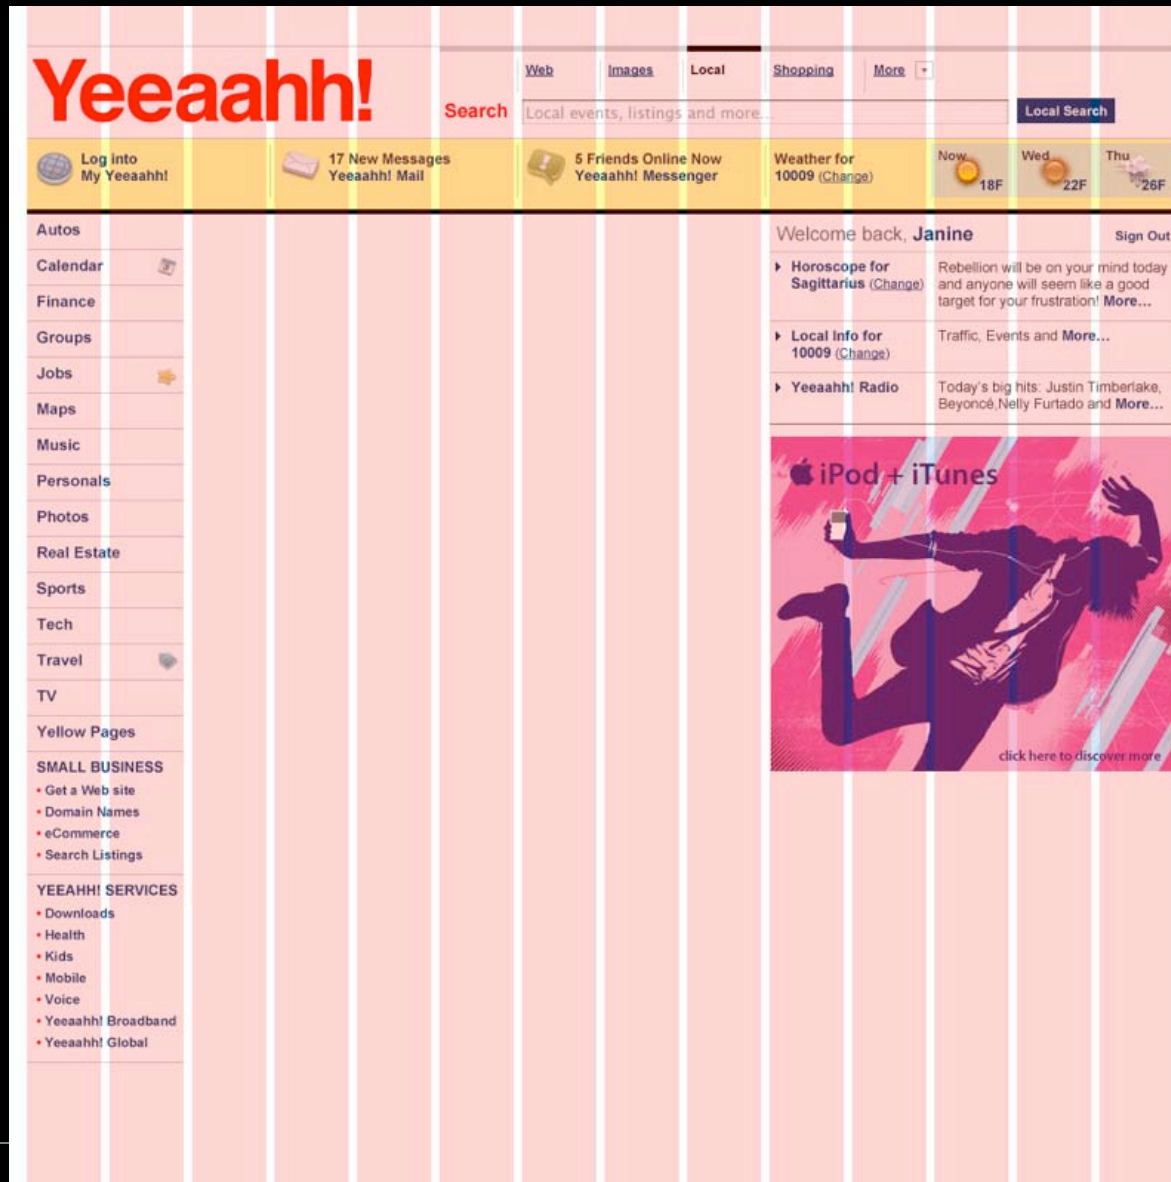 Yeeaahh!
Web
Images
Local
Shopping
More
Search
Local events, listings and more...
Local Search
Log into
My Yeeaahh!
17 New Messages
Yeeaahh! Mail
5 Friends Online Now
Yeeaahh! Messenger
Weather for
10009 (Change)
Now
18F
Wed
22F
Thu
26F
Autos
Calendar
Finance
Groups
Jobs
Maps
Music
Personals
Photos
Real Estate
Sports
Tech
Travel
TV
Yellow Pages
SMALL BUSINESS
• Get a Web site
• Domain Names
• eCommerce
• Search Listings
YEEAHH! SERVICES
• Downloads
• Health
• Kids
• Mobile
• Voice
• Yeeaahh! Broadband
• Yeeaahh! Global
Welcome back, Janine
Sign Out
Horoscope for
Sagittarius (Change)
Rebellion will be on your mind today
and anyone will seem like a good
target for your frustration! More...
Local Info for
10009 (Change)
Traffic, Events and More...
Yeeaahh! Radio
Today's big hits: Justin Timberlake,
Beyoncé,Nelly Furtado and More...
iPod + iTunes
click here to discover more